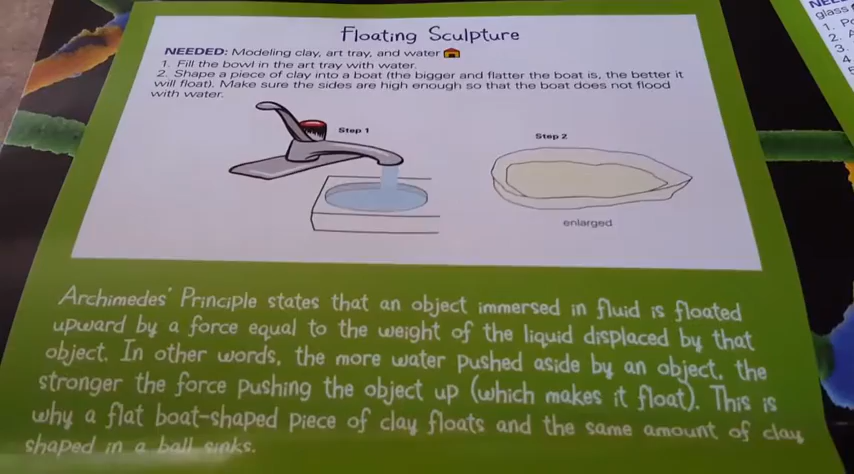 Floating Sculpture
NEEDED: Modeling clay, art tray, and water
1. Fill the bowl in the art tray with water.
2. Shape a piece of clay into a boat (the bigger and flatter the boat is, the better it
will float). Make sure the sides are high enough so that the boat does not flood
with water.
Step 1
Step 2
enlarged
Archimedes' Principle states that an object immersed in fluid is floated
upward by a force equal to the weight of the liquid displaced by that
object. In other words, the more water pushed aside by an object, the
stronger the force pushing the object up (which makes it float). This is
why a flat boat-shaped piece of clay floats and the same amount of clay
shaped in a ball sinks.
glass
1.
2.
3.
4.